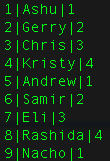 1|Ashu|1
2|Gerry|2
3|Chris|3
4|Kristy|4
5|Andrew|1
6|Samir|2
7|Eli|3
8|Rashida|4
9|Nacho|1